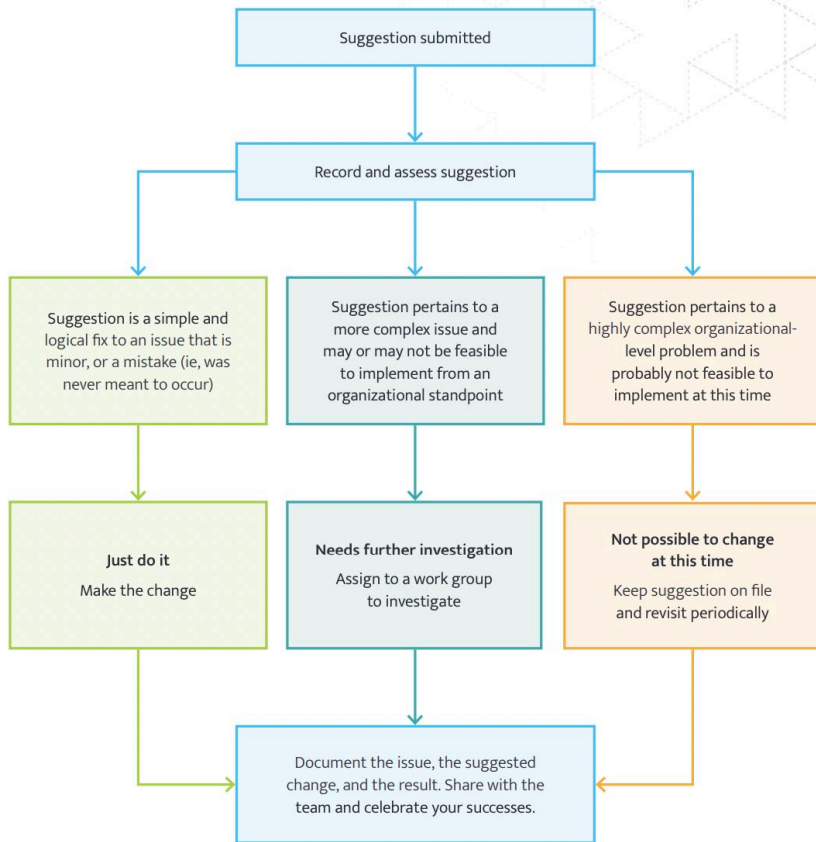 Suggestion submitted
Record and assess suggestion
Suggestion is a simple and
logical fix to an issue that is
minor, or a mistake (ie, was
never meant to occur)
Suggestion pertains to a
more complex issue and
may or may not be feasible
to implement from an
organizational standpoint
Suggestion pertains to a
highly complex organizational-
level problem and is
probably not feasible to
implement at this time
Just do it
Make the change
Needs further investigation
Assign to a work group
to investigate
Not possible to change
at this time
Keep suggestion on file
and revisit periodically
Document the issue, the suggested
change, and the result. Share with the
team and celebrate your successes.